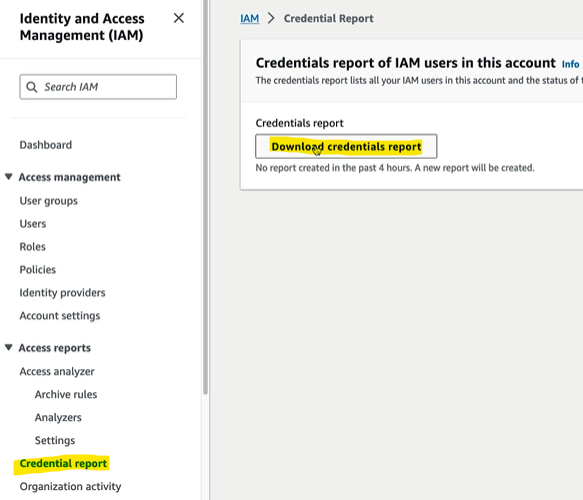 Identity and Access
Management (IAM)
Search IAM
Dashboard
Access management
User groups
Users
Roles
Policies
Identity providers
Account settings
Access reports
Access analyzer
Archive rules
Analyzers
Settings
Credential report
Organization activity
IAM > Credential Report
Credentials report of IAM users in this account Info
The credentials report lists all your IAM users in this account and the status of
Credentials report
Download credentials report
No report created in the past 4 hours. A new report will be created.